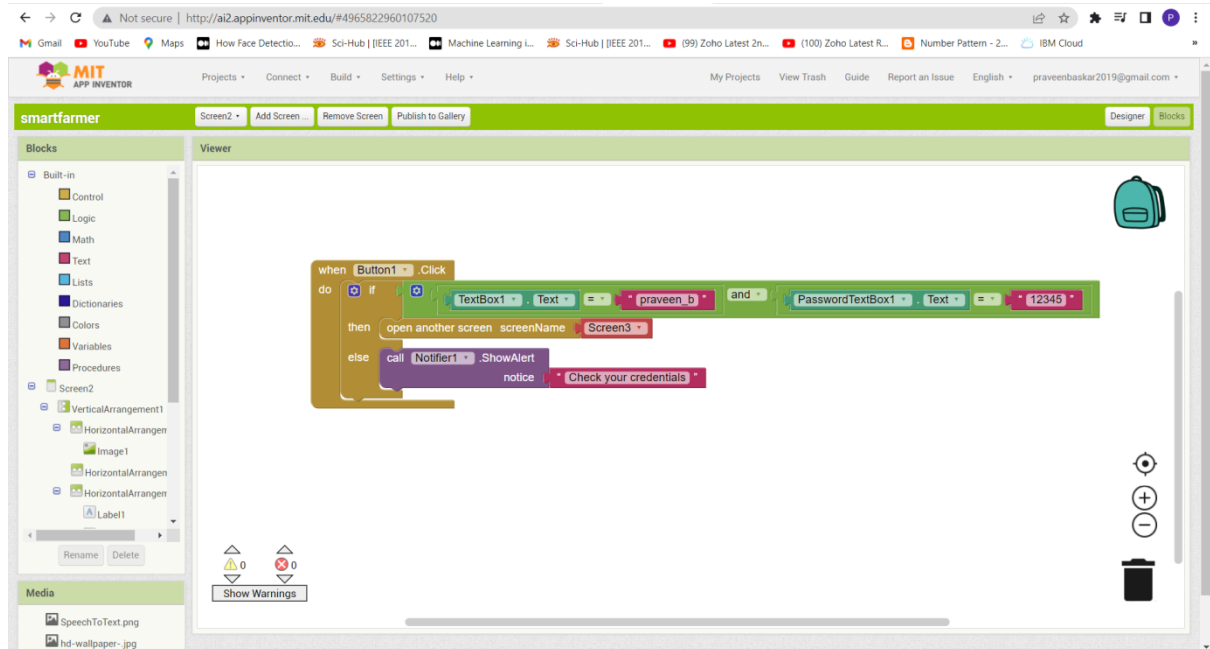 Not secure | http://ai2.appinventor.mit.edu/#4965822960107520
Gmail YouTube Maps How Face Detectio... Sci-Hub | [IEEE 201... Machine Learning i... Sci-Hub | [IEEE 201... (99) Zoho Latest 2n... (100) Zoho Latest R... Number Pattern - 2... IBM Cloud »
MIT
APP INVENTOR
Projects Connect Build Settings Help My Projects View Trash Guide Report an Issue English praveenbaskar2019@gmail.com
smartfarmer Screen2 Add Screen ... Remove Screen Publish to Gallery Designer Blocks
Blocks Viewer
Built-in
Control
Logic
Math
Text
Lists
Dictionaries
Colors
Variables
Procedures
Screen2
VerticalArrangement1
HorizontalArrangem
Image1
HorizontalArrangem
HorizontalArrangem
Label1
Rename Delete
Media
SpeechToText.png
hd-wallpaper-.jpg
when Button1 .Click
do if TextBox1 . Text = " praveen_b " and PasswordTextBox1 . Text = " 12345 "
then open another screen screenName Screen3
else call Notifier1 .ShowAlert
notice " Check your credentials "
0 0
Show Warnings
P